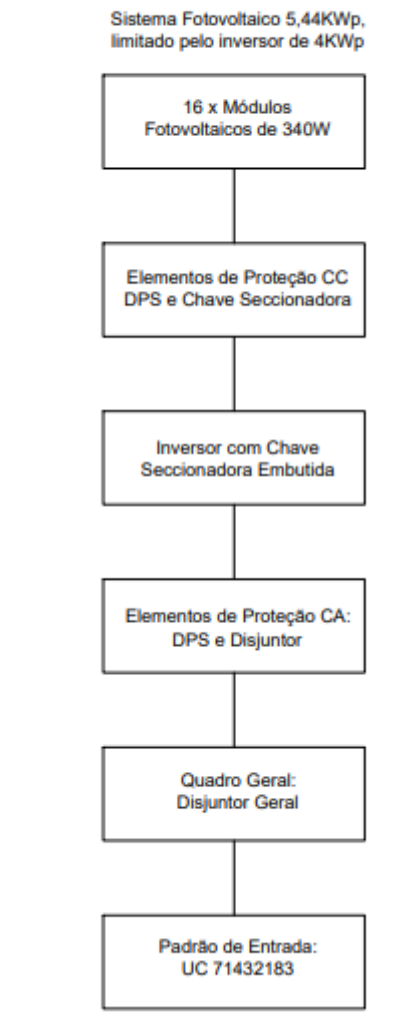 Sistema Fotovoltaico 5,44KWp,
limitado pelo inversor de 4KWp
16 x Módulos
Fotovoltaicos de 340W
Elementos de Proteção CC
DPS e Chave Seccionadora
Inversor com Chave
Seccionadora Embutida
Elementos de Proteção CA:
DPS e Disjuntor
Quadro Geral:
Disjuntor Geral
Padrão de Entrada:
UC 71432183